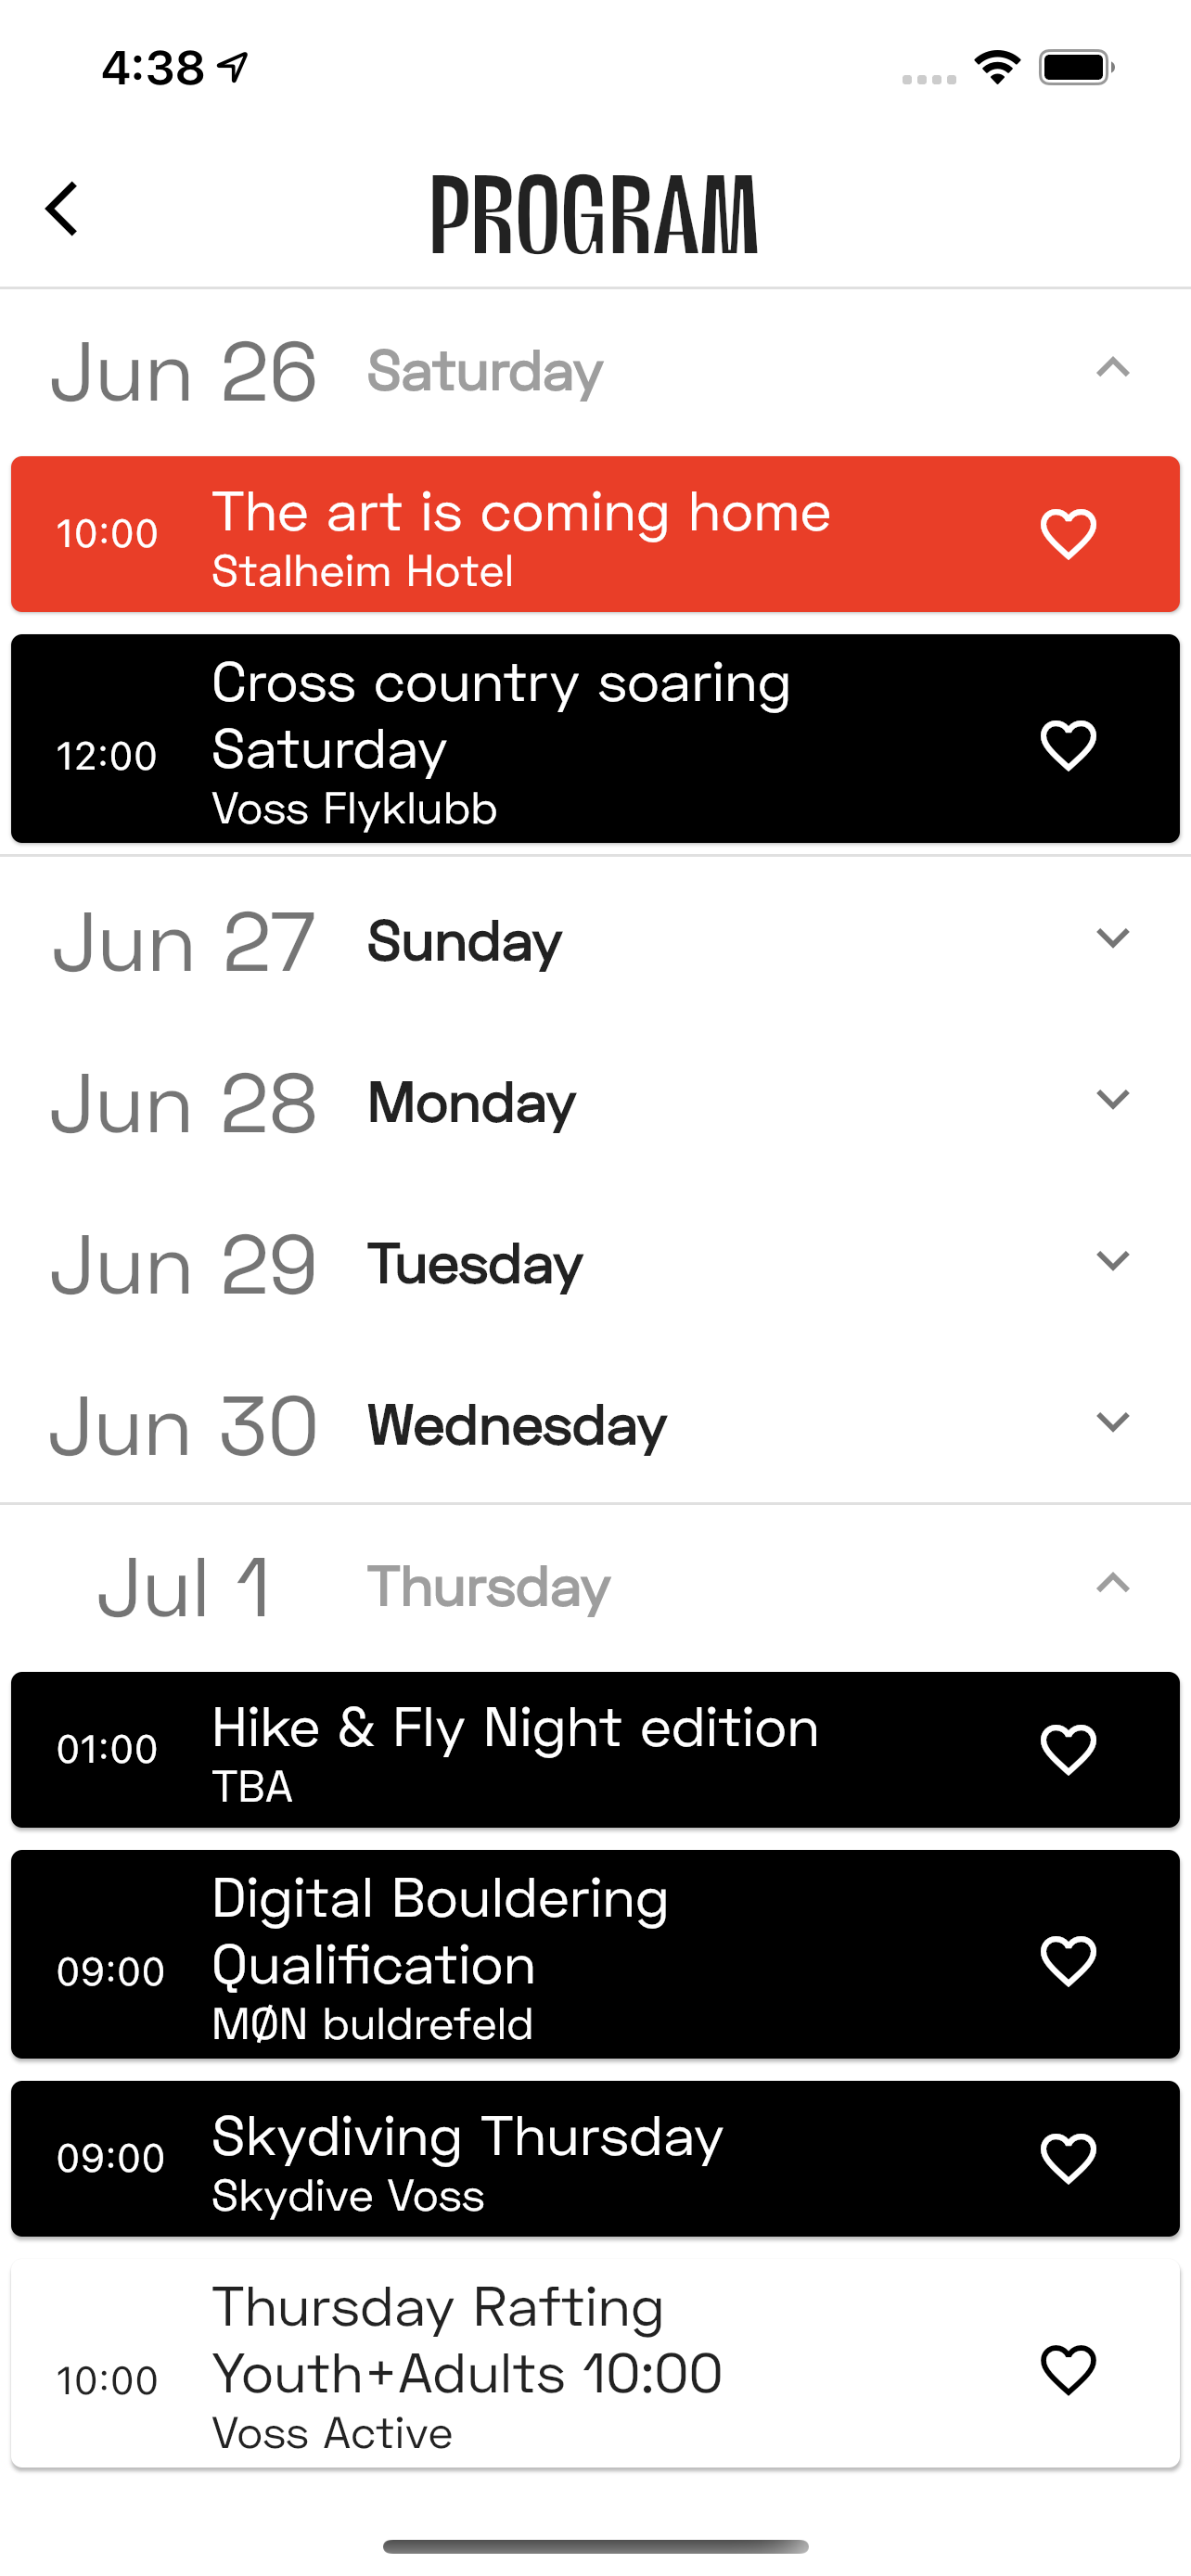 4:38
PROGRAM
Jun 26 Saturday
10:00 The art is coming home
Stalheim Hotel
Cross country soaring
12:00 Saturday
Voss Flyklubb
Jun 27 Sunday
Jun 28 Monday
Jun 29 Tuesday
Jun 30 Wednesday
Jul 1 Thursday
01:00 Hike & Fly Night edition
TBA
Digital Bouldering
09:00 Qualification
MØN buldrefeld
09:00 Skydiving Thursday
Skydive Voss
Thursday Rafting
10:00 Youth+Adults 10:00
Voss Active